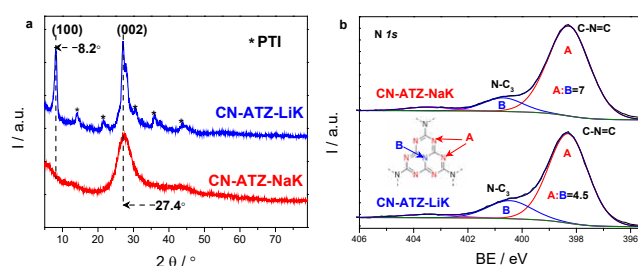 a
(100)
(002)
* PTI
8.2°
*
*
*
*
*
CN-ATZ-LiK
CN-ATZ-NaK
27.4°
I / a.u.
10 20 30 40 50 60 70 80
2 θ / °
b
N 1s
C-N=C
A
CN-ATZ-NaK
N-C3
A:B=7
B
C-N=C
A
B
A
N-C3
A:B=4.5
CN-ATZ-LiK
B
I / a.u.
406 404 402 400 398 396
BE / eV